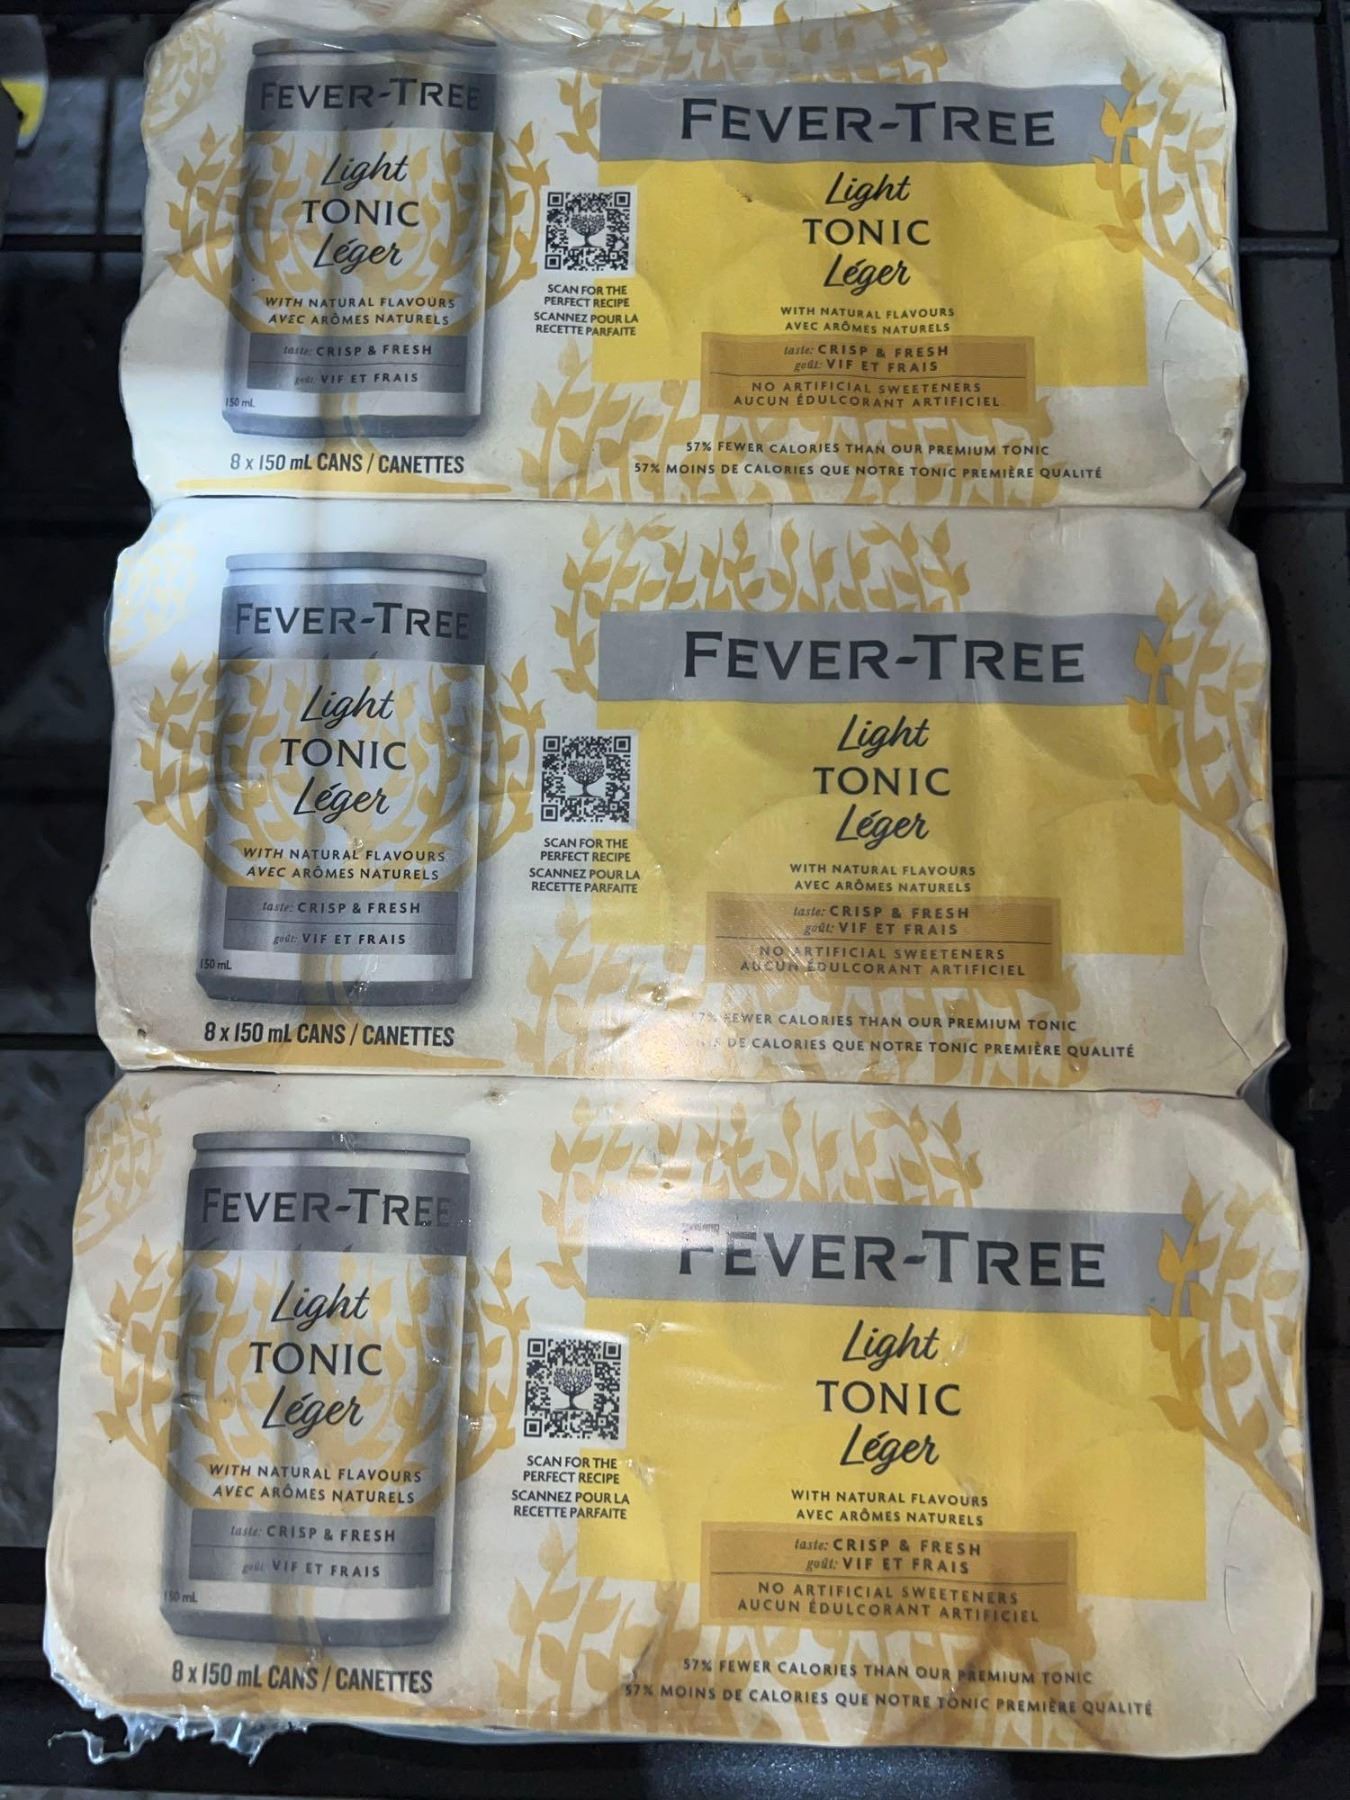 FEVER-TREE
Light
TONIC
Léger
WITH NATURAL FLAVOURS
AVEC ARÔMES NATURELS
taste: CRISP & FRESH
goût: VIF ET FRAIS
150 mL
8 x 150 mL CANS / CANETTES
SCAN FOR THE
PERFECT RECIPE
SCANNEZ POUR LA
RECETTE PARFAITE
FEVER-TREE
Light
TONIC
Léger
WITH NATURAL FLAVOURS
AVEC ARÔMES NATURELS
taste: CRISP & FRESH
goût: VIF ET FRAIS
NO ARTIFICIAL SWEETENERS
AUCUN ÉDULCORANT ARTIFICIEL
57% FEWER CALORIES THAN OUR PREMIUM TONIC
57% MOINS DE CALORIES QUE NOTRE TONIC PREMIÈRE QUALITÉ
FEVER-TREE
Light
TONIC
Léger
WITH NATURAL FLAVOURS
AVEC ARÔMES NATURELS
taste: CRISP & FRESH
goût: VIF ET FRAIS
150 mL
8 x 150 mL CANS / CANETTES
SCAN FOR THE
PERFECT RECIPE
SCANNEZ POUR LA
RECETTE PARFAITE
FEVER-TREE
Light
TONIC
Léger
WITH NATURAL FLAVOURS
AVEC ARÔMES NATURELS
taste: CRISP & FRESH
goût: VIF ET FRAIS
NO ARTIFICIAL SWEETENERS
AUCUN ÉDULCORANT ARTIFICIEL
57% FEWER CALORIES THAN OUR PREMIUM TONIC
DE CALORIES QUE NOTRE TONIC PREMIÈRE QUALITÉ
FEVER-TREE
Light
TONIC
Léger
WITH NATURAL FLAVOURS
AVEC ARÔMES NATURELS
taste: CRISP & FRESH
goût: VIF ET FRAIS
150 mL
8 x 150 mL CANS / CANETTES
SCAN FOR THE
PERFECT RECIPE
SCANNEZ POUR LA
RECETTE PARFAITE
FEVER-TREE
Light
TONIC
Léger
WITH NATURAL FLAVOURS
AVEC ARÔMES NATURELS
taste: CRISP & FRESH
goût: VIF ET FRAIS
NO ARTIFICIAL SWEETENERS
AUCUN ÉDULCORANT ARTIFICIEL
57% FEWER CALORIES THAN OUR PREMIUM TONIC
57% MOINS DE CALORIES QUE NOTRE TONIC PREMIÈRE QUALITÉ